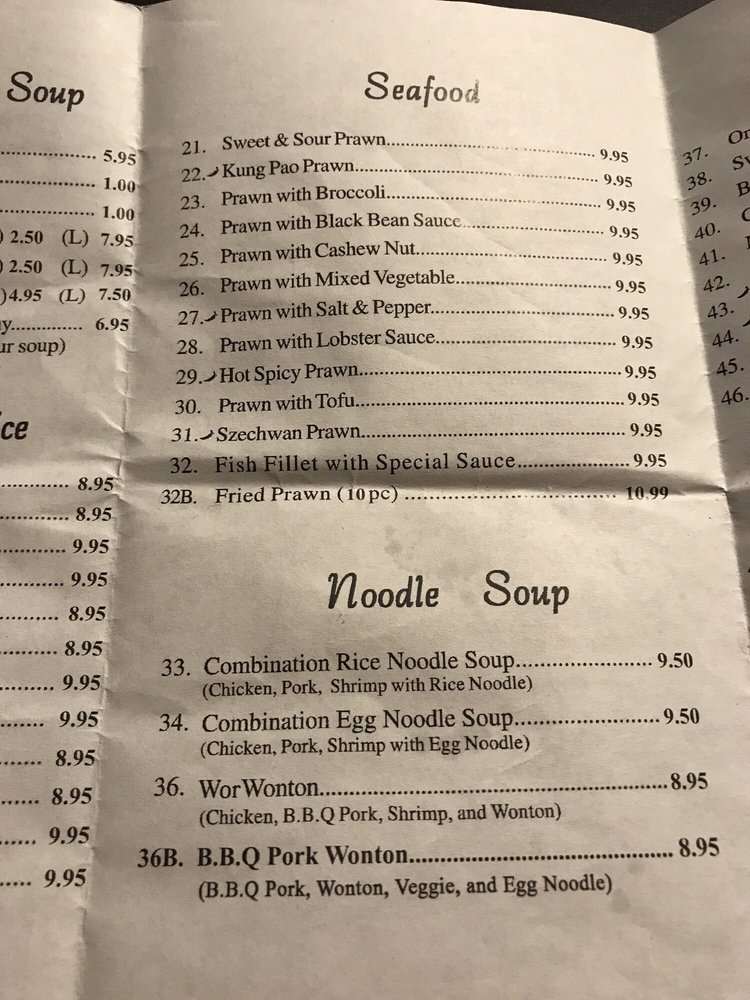 Soup
5.95
1.00
1.00
) 2.50 (L) 7.95
) 2.50 (L) 7.95
)4.95 (L) 7.50
y............. 6.95
ur soup)
ce
8.95
8.95
9.95
9.95
8.95
8.95
9.95
9.95
8.95
8.95
9.95
9.95
Seafood
21. Sweet & Sour Prawn 9.95
22. Kung Pao Prawn 9.95
23. Prawn with Broccoli 9.95
24. Prawn with Black Bean Sauce 9.95
25. Prawn with Cashew Nut 9.95
26. Prawn with Mixed Vegetable 9.95
27. Prawn with Salt & Pepper 9.95
28. Prawn with Lobster Sauce 9.95
29. Hot Spicy Prawn 9.95
30. Prawn with Tofu 9.95
31. Szechwan Prawn 9.95
32. Fish Fillet with Special Sauce 9.95
32B. Fried Prawn (10pc) 10.99
Noodle Soup
33. Combination Rice Noodle Soup 9.50
(Chicken, Pork, Shrimp with Rice Noodle)
34. Combination Egg Noodle Soup 9.50
(Chicken, Pork, Shrimp with Egg Noodle)
36. Wor Wonton 8.95
(Chicken, B.B.Q Pork, Shrimp, and Wonton)
36B. B.B.Q Pork Wonton 8.95
(B.B.Q Pork, Wonton, Veggie, and Egg Noodle)
37.
38.
39.
40.
41.
42.
43.
44.
45.
46.